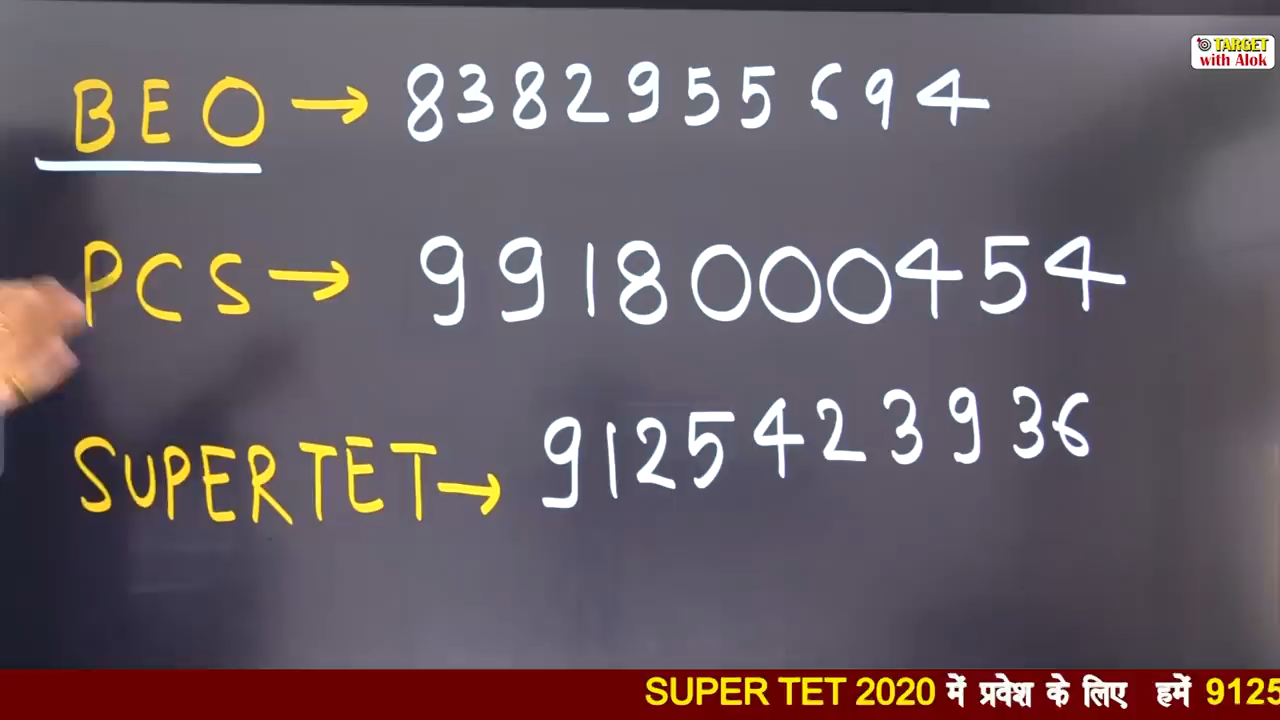 TARGET
with Alok
BEO → 8382955694
PCS → 9918000454
SUPERTET → 9125423936
SUPER TET 2020 में प्रवेश के लिए हमें 9125